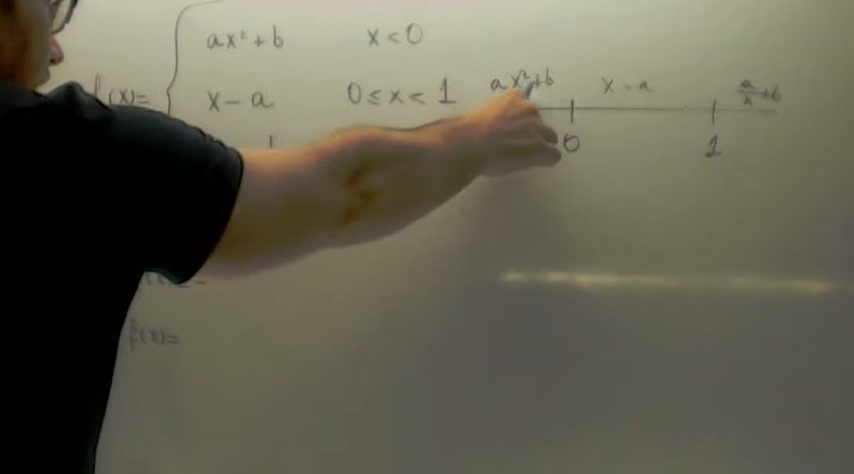 ax² + b    x < 0
f(x) =    x - a    0 ≤ x < 1
ax²+b    x - a    a/x + b
0    1
f(x) =